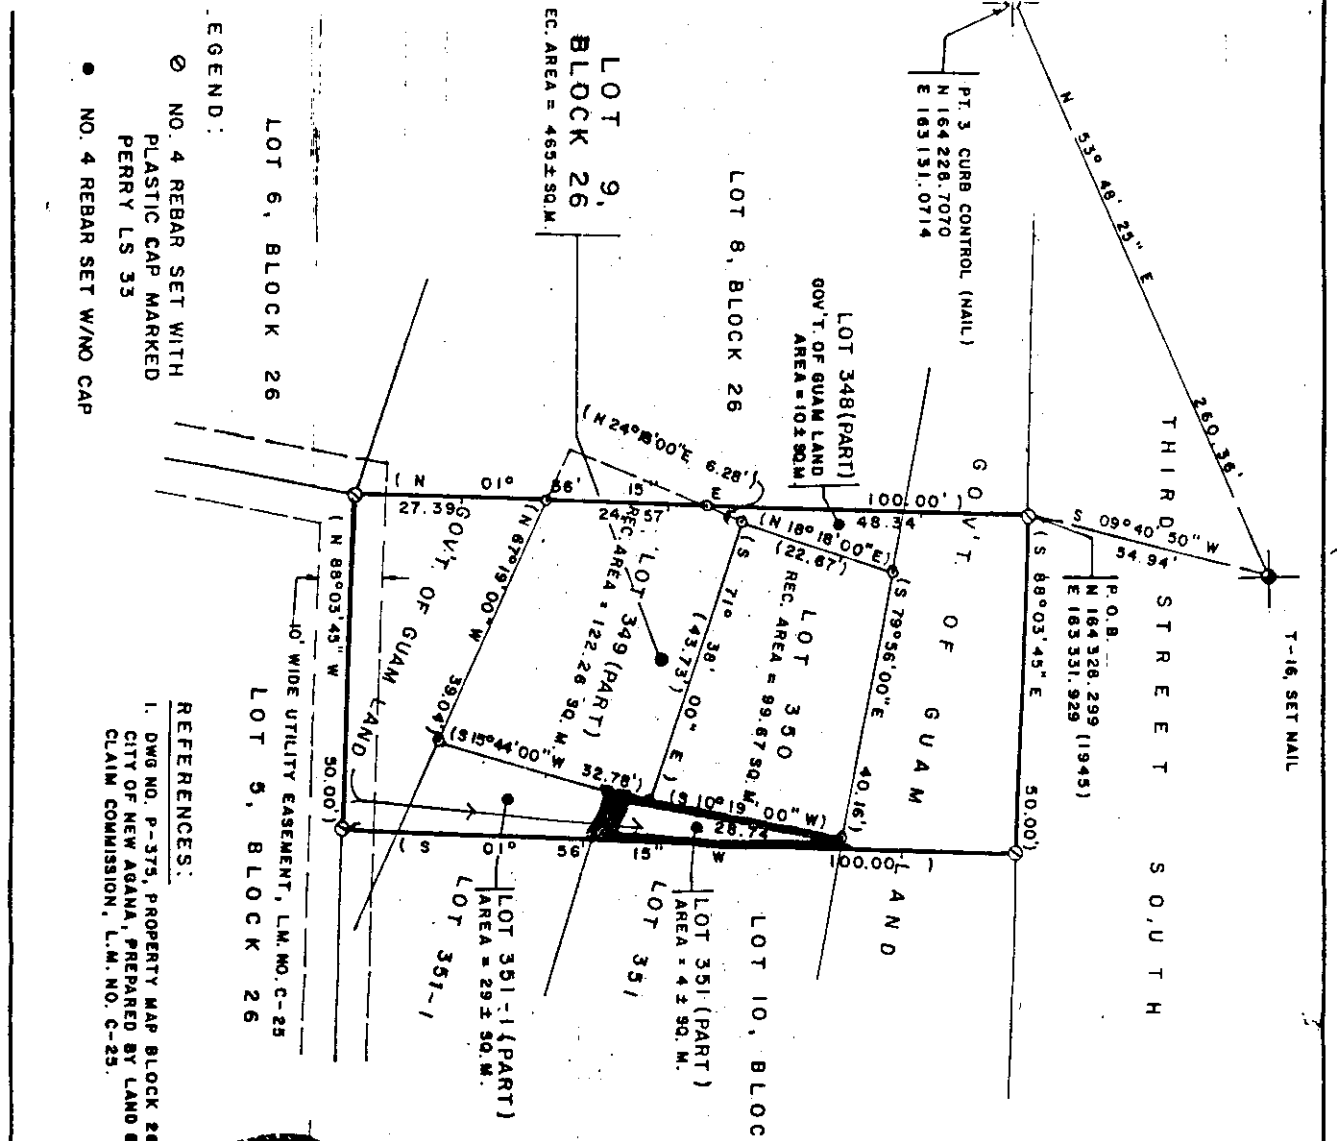 T-16, SET NAIL
THIRD STREET SOUTH
N 53° 48' 25" E
260.36'
S 09° 40' 50" W
54.94'
P.O.B.
N 164 328.299
E 163 331.929 (1945)
PT. 3 CURB CONTROL (NAIL)
N 164 228.7070
E 163 131.0714
(S 88°03'45" E
50.00')
GOV'T. OF GUAM LAND
LOT 348 (PART)
GOV'T. OF GUAM LAND
AREA = 10± SQ.M.
100.00')
48.34'
(N 18°18'00"E)
(22.67')
(S 79°56'00"E
40.16')
LOT 8, BLOCK 26
LOT 350
REC. AREA = 99.67 SQ. M.
(S 71° 38' 00" E)
(43.73')
(S 10°19'00" W)
28.74
LOT 10, BLOC
LOT 9,
BLOCK 26
EC. AREA = 465± SQ.M.
(N 24°18'00"E 6.28')
E
LOT 349 (PART)
REC. AREA = 122.26 SQ. M.
(N 01° 56' 15"
27.39
24.57
(N 67°19'00" W
39.04')
(S 15°44'00" W 32.78')
LOT 351 (PART)
AREA = 4± SQ. M.
LOT 351
(S 01° 56' 15" W 100.00')
LOT 351-1 (PART)
AREA = 29± SQ.M.
LOT 351-1
GOV'T. OF GUAM LAND
(N 88°03'45" W
50.00')
10' WIDE UTILITY EASEMENT, L.M. NO. C-25
LOT 6, BLOCK 26
LOT 5, BLOCK 26
.EGEND:
NO. 4 REBAR SET WITH
PLASTIC CAP MARKED
PERRY LS 33
NO. 4 REBAR SET W/NO CAP
REFERENCES:
1. DWG NO. P-375, PROPERTY MAP BLOCK 26
CITY OF NEW AGANA, PREPARED BY LAND &
CLAIM COMMISSION, L.M. NO. C-25.